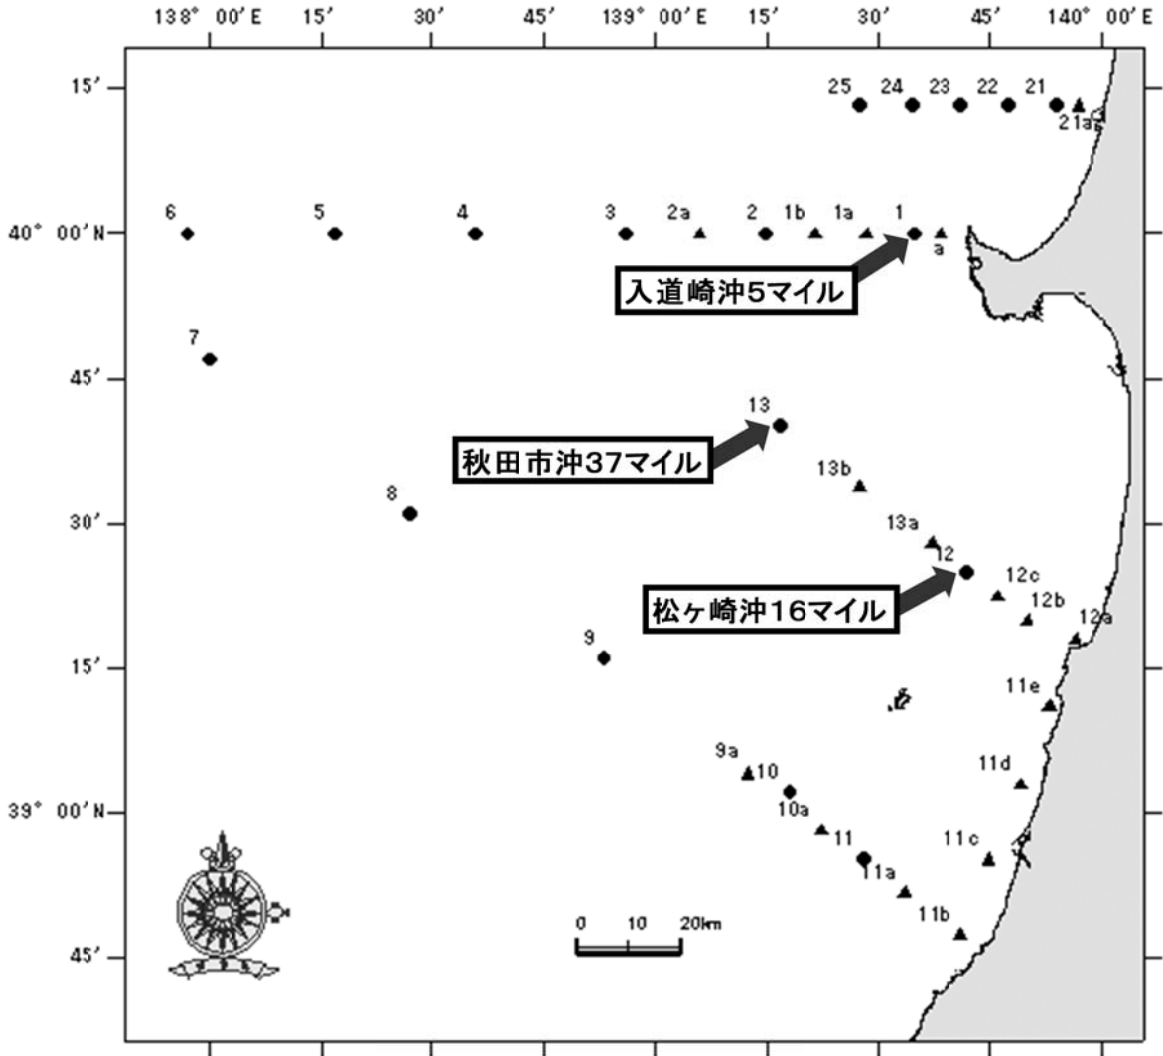 138° 00'E 15' 30' 45' 139° 00'E 15' 30' 45' 140° 00'E
15'
25 24 23 22 21
21a
6 5 4 3 2a 2 1b 1a 1
40° 00'N
a
入道崎沖5マイル
7
45'
13
秋田市沖37マイル
13b
8
30'
13a
12
12c
松ヶ崎沖16マイル
12b
12a
9
15'
11e
9a
10
11d
39° 00'N
10a
11
11c
11a
11b
0 10 20km
45'